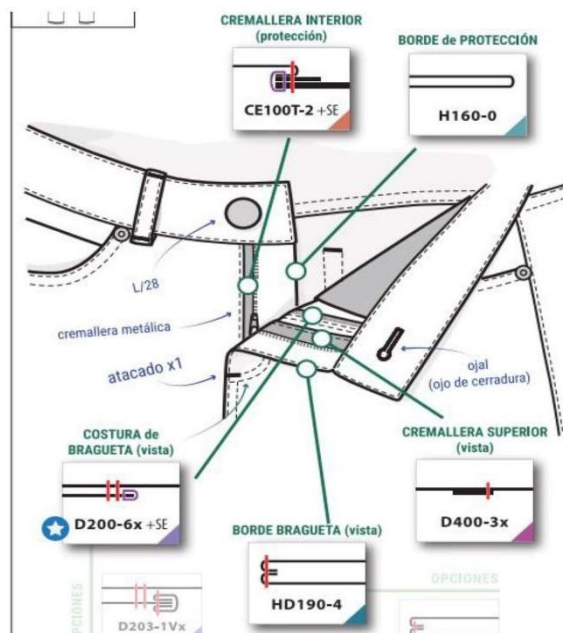 CREMALLERA INTERIOR
(protección)
CE100T-2 +SE
BORDE de PROTECCIÓN
H160-0
L/28
cremallera metálica
atacado x1
ojal
(ojo de cerradura)
COSTURA de
BRAGUETA (vista)
D200-6x +SE
CREMALLERA SUPERIOR
(vista)
D400-3x
BORDE BRAGUETA (vista)
HD190-4
OPCIONES
D203-1Vx
OPCIONES